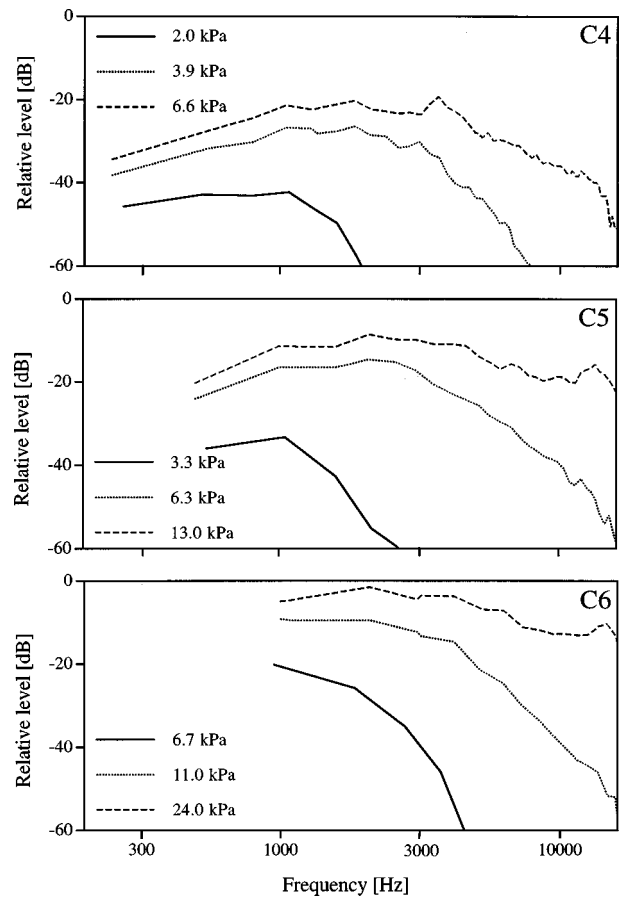 0
-20
-40
-60
Relative level [dB]
2.0 kPa
3.9 kPa
6.6 kPa
C4
0
-20
-40
-60
Relative level [dB]
3.3 kPa
6.3 kPa
13.0 kPa
C5
0
-20
-40
-60
Relative level [dB]
6.7 kPa
11.0 kPa
24.0 kPa
C6
300
1000
3000
10000
Frequency [Hz]